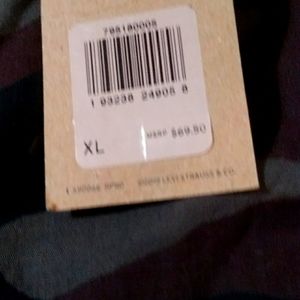 795180005
1 93238 24905 8
XL MSRP $69.50
LEVI STRAUSS & CO.